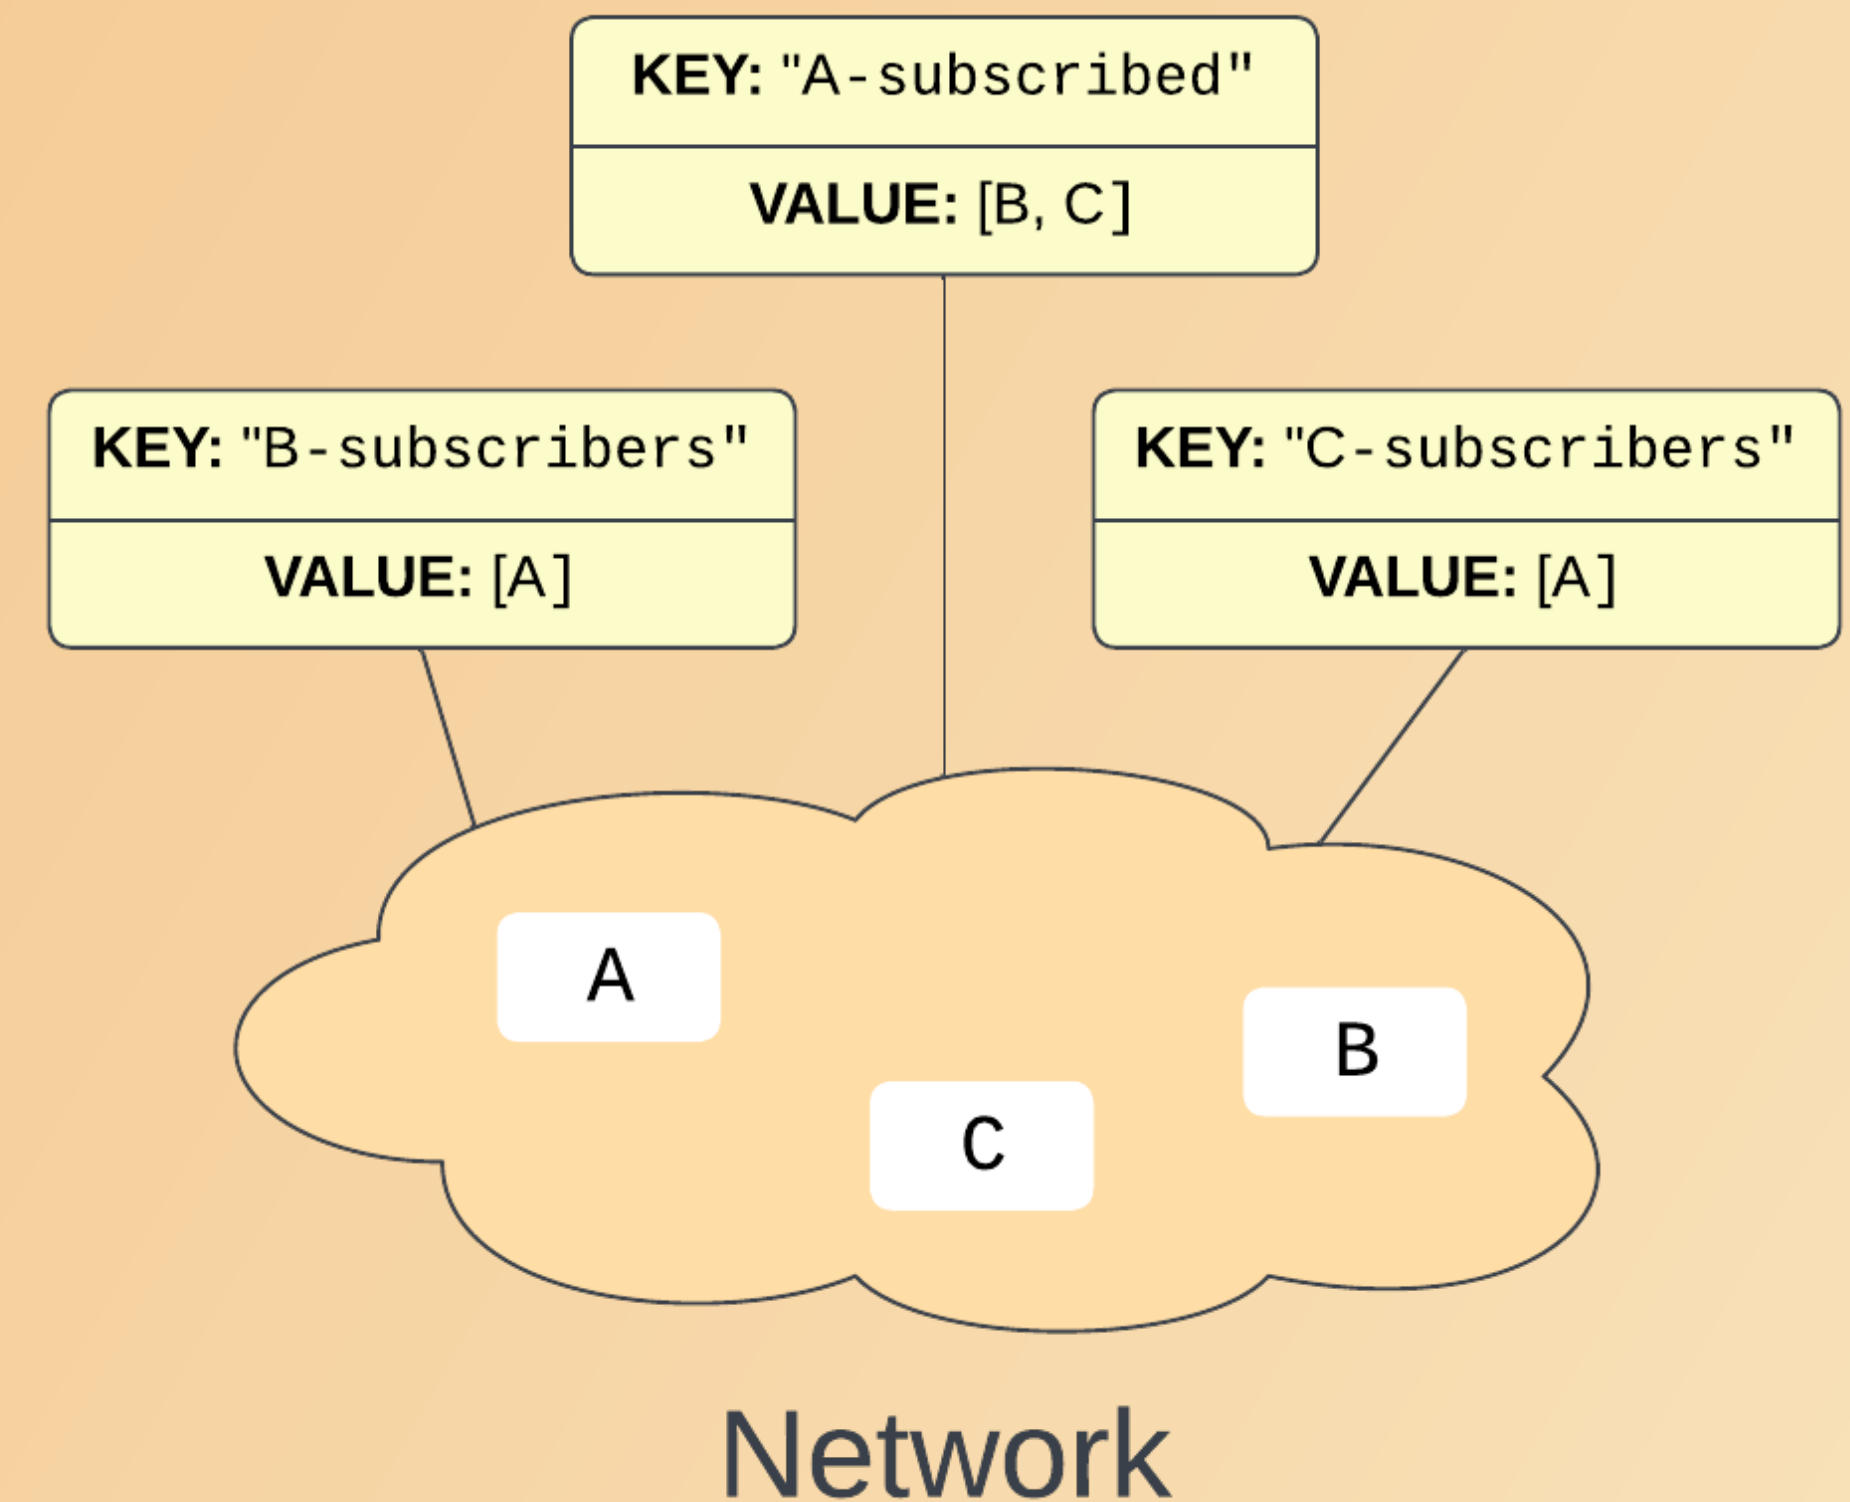 KEY: "A-subscribed"
VALUE: [B, C]
KEY: "B-subscribers"
VALUE: [A]
KEY: "C-subscribers"
VALUE: [A]
A
B
C
Network